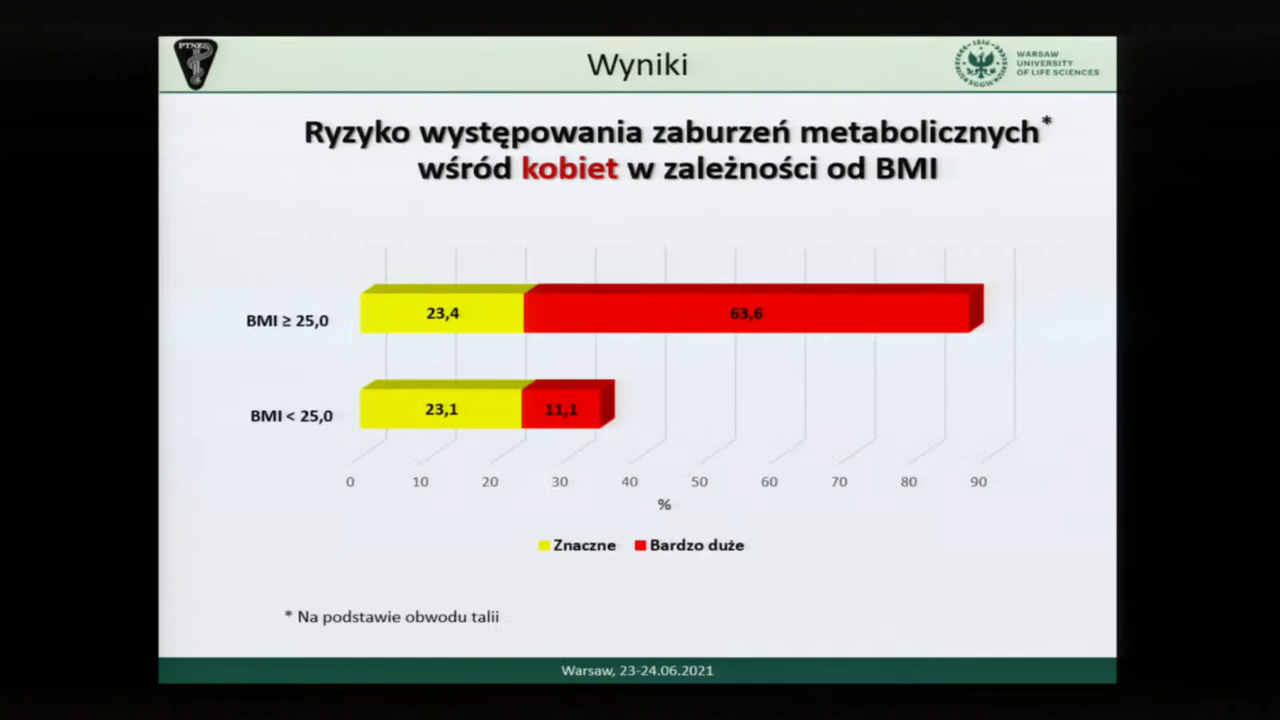 PTNZ
Wyniki
WARSAW
UNIVERSITY
OF LIFE SCIENCES
Ryzyko występowania zaburzeń metabolicznych*
wśród kobiet w zależności od BMI
BMI ≥ 25,0
23,4
63,6
BMI < 25,0
23,1
11,1
0 10 20 30 40 50 60 70 80 90
%
Znaczne Bardzo duże
* Na podstawie obwodu talii
Warsaw, 23-24.06.2021